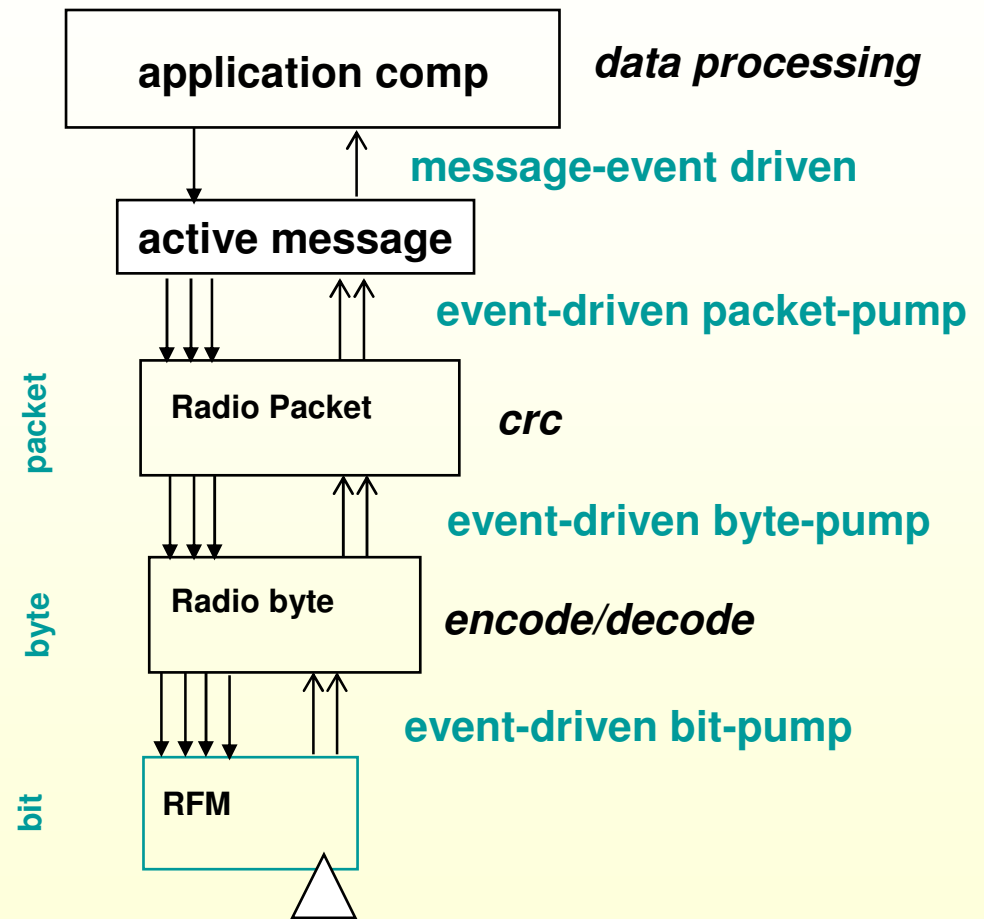 application comp
data processing
message-event driven
active message
event-driven packet-pump
packet
Radio Packet
crc
event-driven byte-pump
byte
Radio byte
encode/decode
event-driven bit-pump
bit
RFM